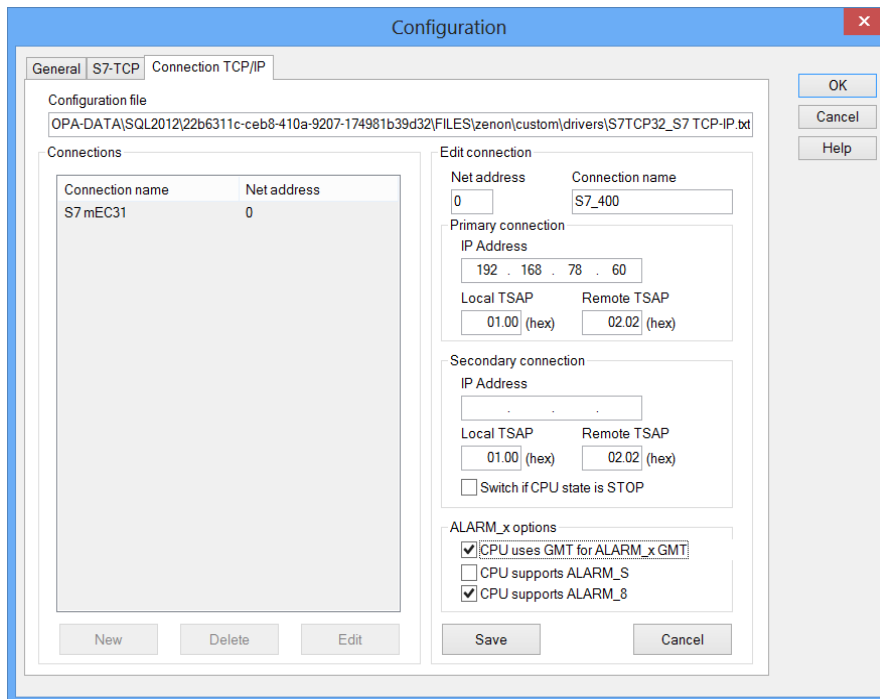 Configuration
General S7-TCP Connection TCP/IP
Configuration file
OPA-DATA\SQL2012\22b6311c-ceb8-410a-9207-174981b39d32\FILES\zenon\custom\drivers\S7TCP32_S7 TCP-IP.txt
Connections
Connection name Net address
S7 mEC31 0
New Delete Edit
Edit connection
Net address Connection name
0 S7_400
Primary connection
IP Address
192 . 168 . 78 . 60
Local TSAP Remote TSAP
01.00 (hex) 02.02 (hex)
Secondary connection
IP Address
. . .
Local TSAP Remote TSAP
01.00 (hex) 02.02 (hex)
Switch if CPU state is STOP
ALARM_x options
CPU uses GMT for ALARM_x GMT
CPU supports ALARM_S
CPU supports ALARM_8
Save Cancel
OK
Cancel
Help